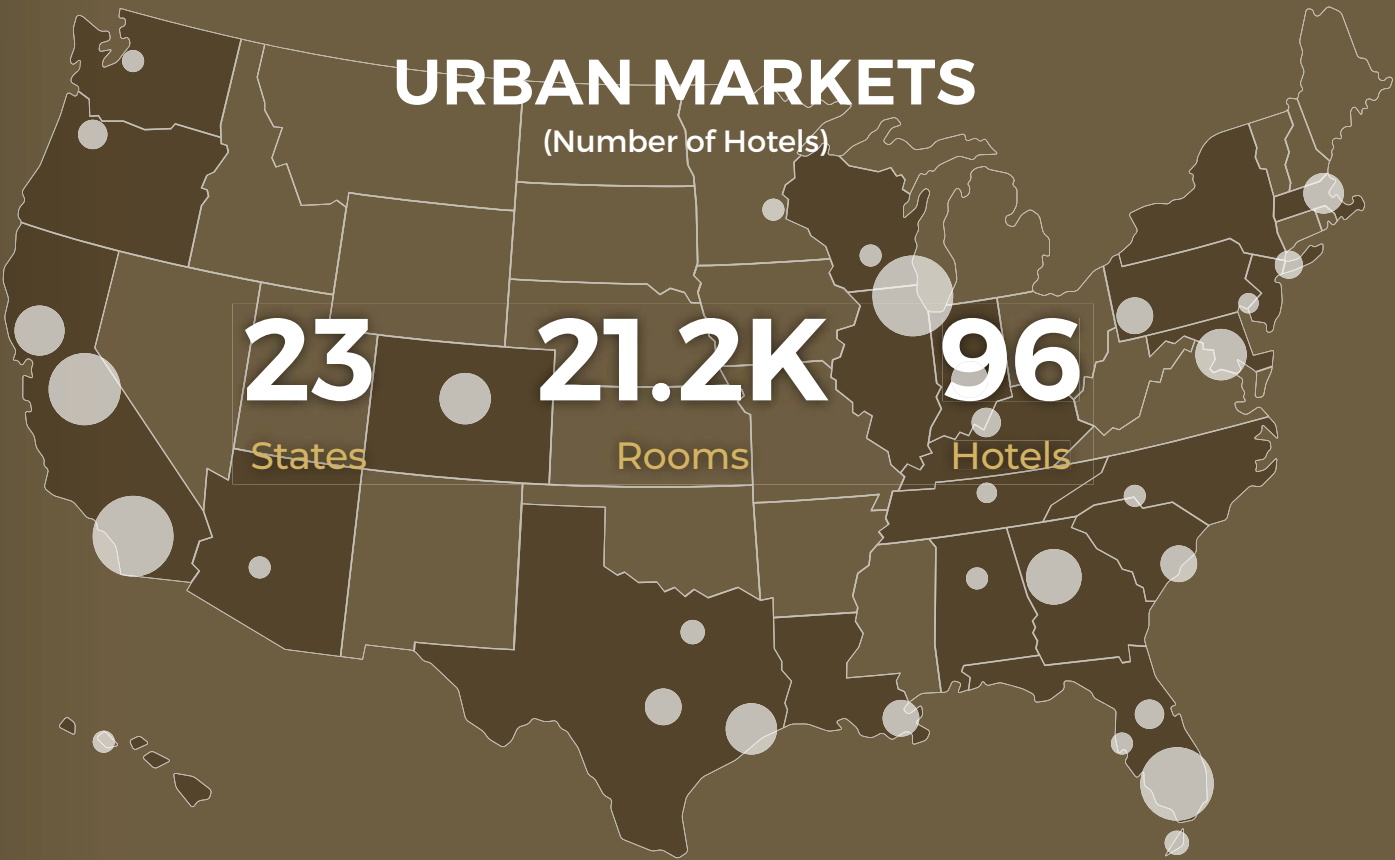 URBAN MARKETS
(Number of Hotels)
23 21.2K 96
States Rooms Hotels